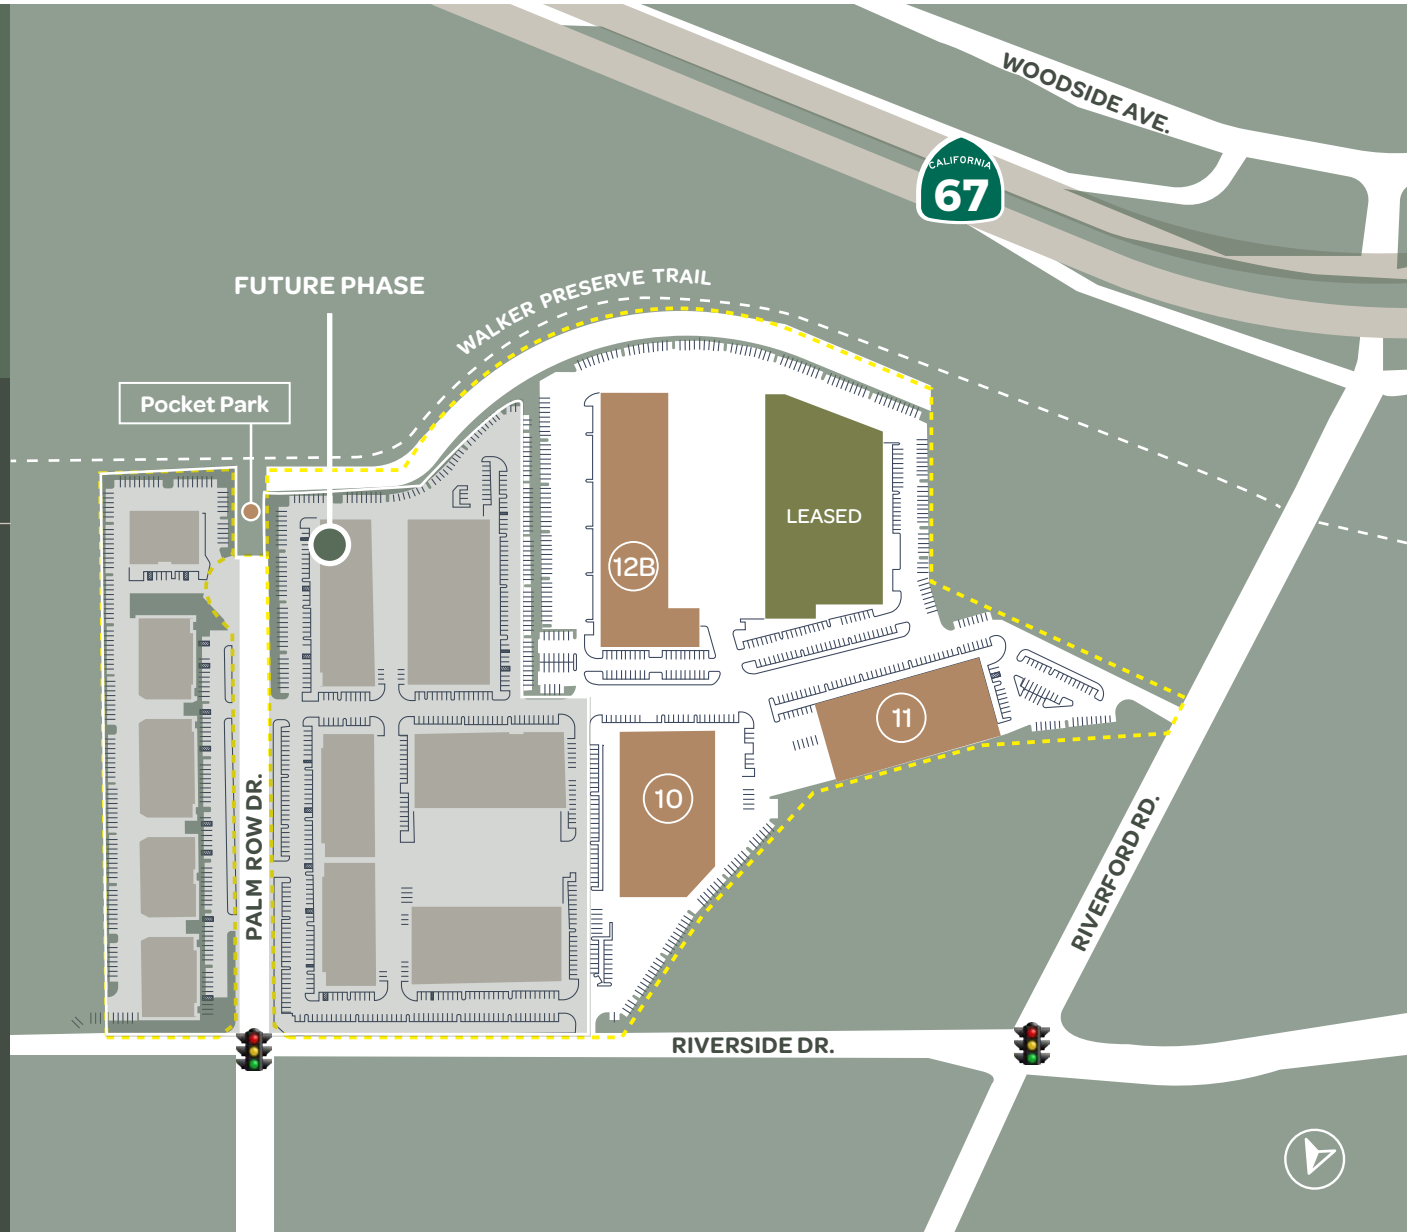 WOODSIDE AVE.
CALIFORNIA
67
FUTURE PHASE
WALKER PRESERVE TRAIL
Pocket Park
LEASED
12B
11
10
PALM ROW DR.
RIVERFORD RD.
RIVERSIDE DR.